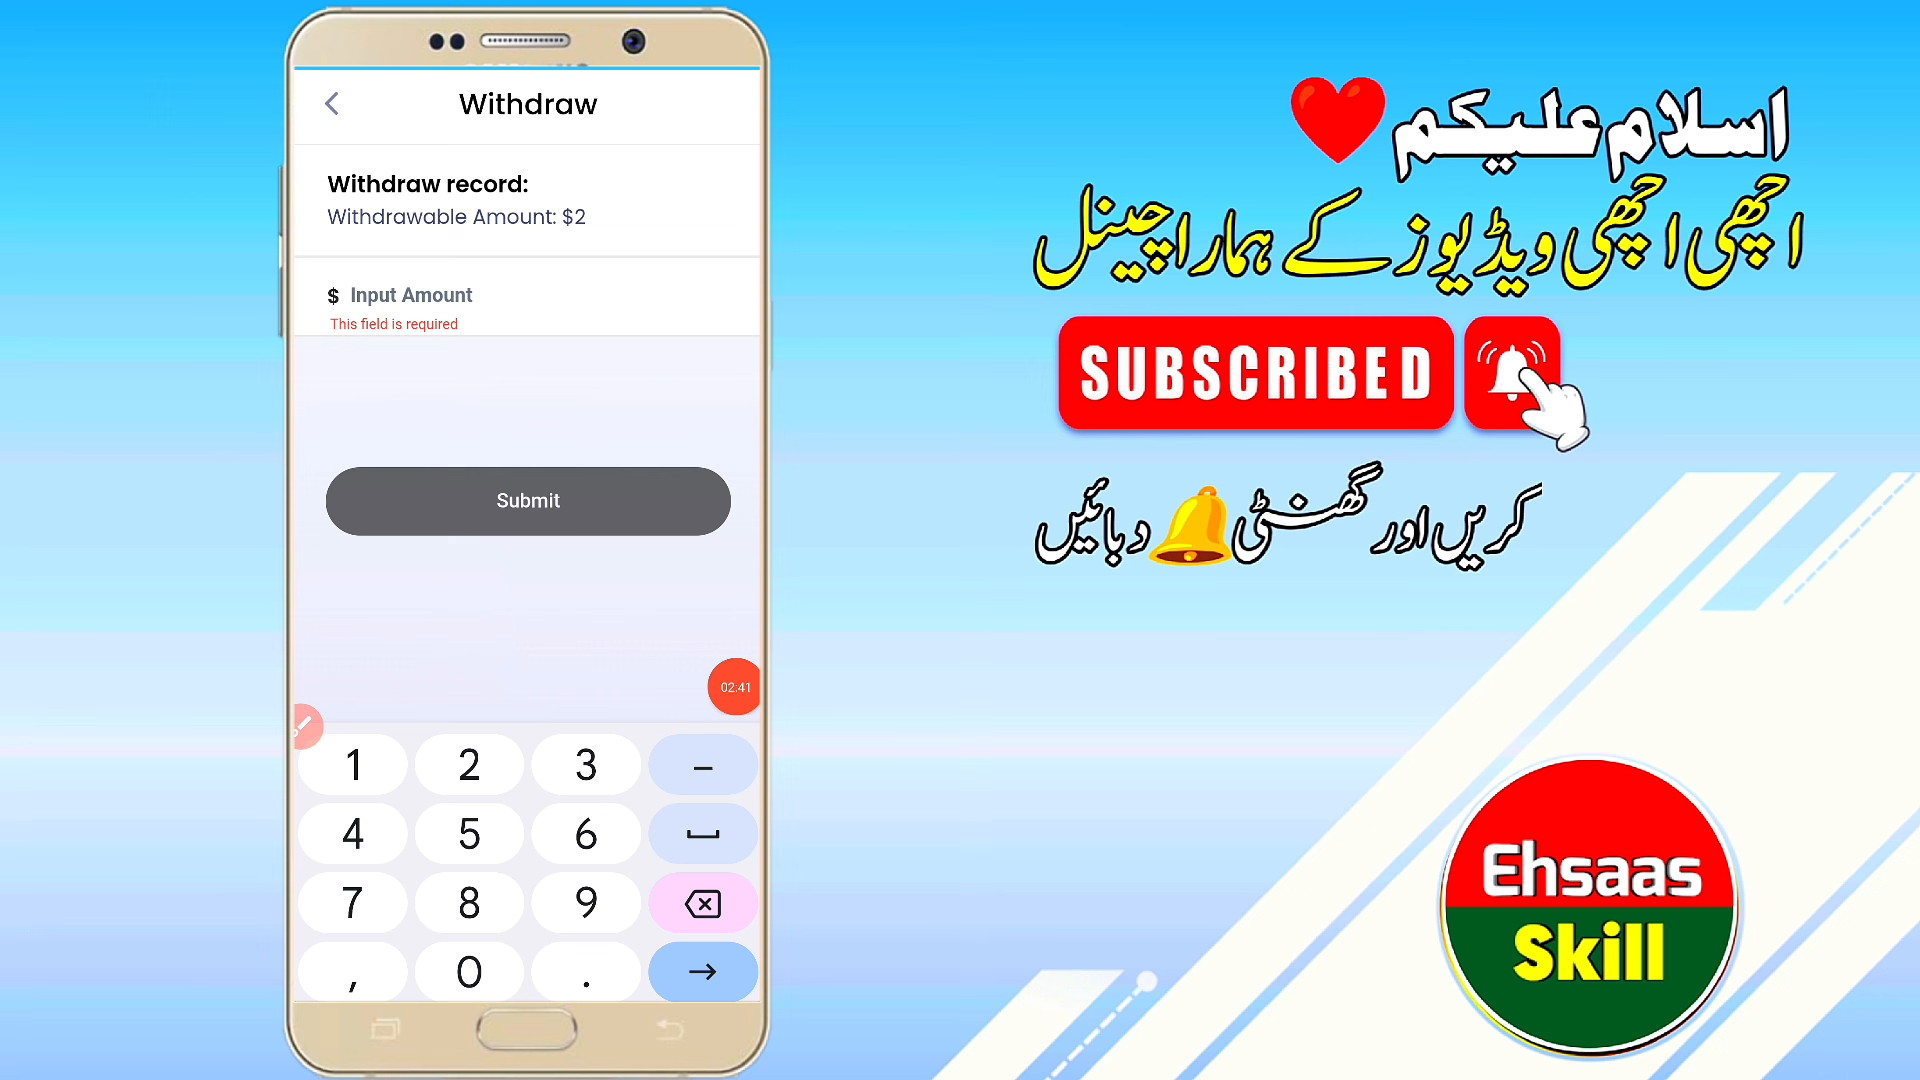 Withdraw
Withdraw record:
Withdrawable Amount: $2
$ Input Amount
This field is required
Submit
02:41
1 2 3 –
4 5 6
7 8 9
, 0 . →
اسلام علیکم
اچھی اچھی ویڈیوز کے ہمارا چینل
SUBSCRIBED
کریں اور گھنٹی دبائیں
Ehsaas
Skill